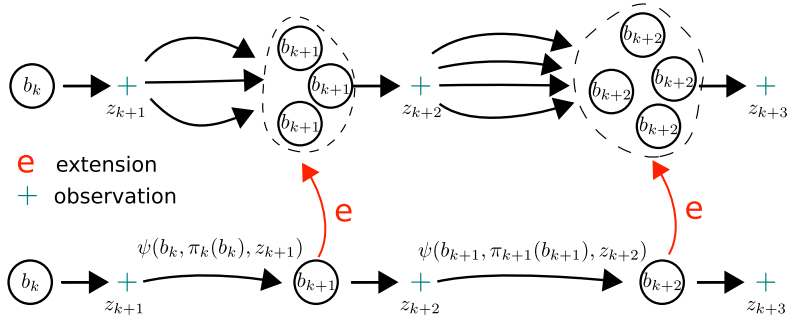 b_k
z_{k+1}
b_{k+1}
b_{k+1}
b_{k+1}
z_{k+2}
b_{k+2}
b_{k+2}
b_{k+2}
b_{k+2}
z_{k+3}
e extension
+ observation
e
e
ψ(b_k, π_k(b_k), z_{k+1})
ψ(b_{k+1}, π_{k+1}(b_{k+1}), z_{k+2})
b_k
z_{k+1}
b_{k+1}
z_{k+2}
b_{k+2}
z_{k+3}